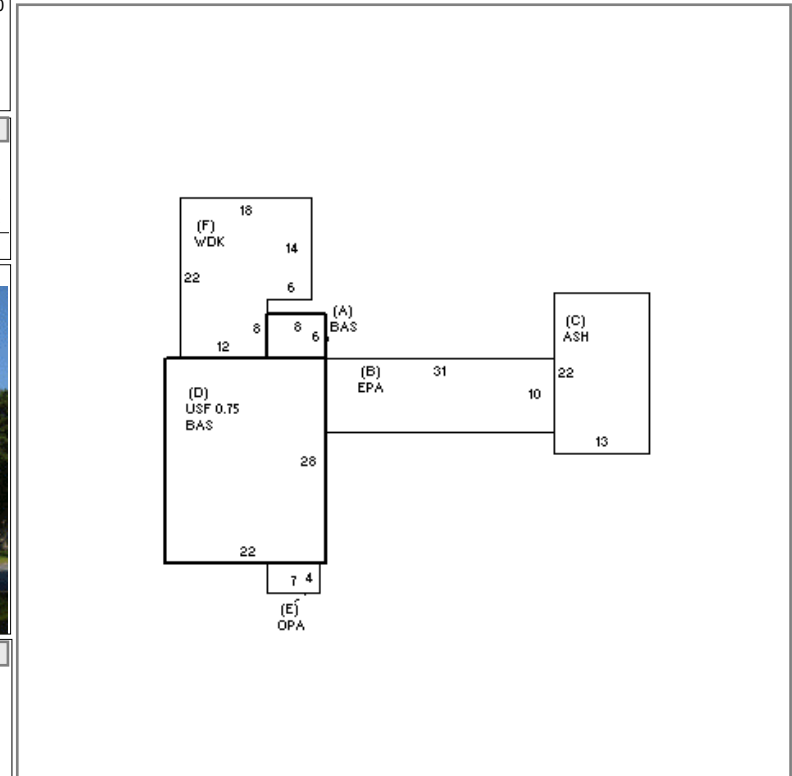 18
(F)
WDK
14
22
6
(A)
BAS
8
8
6
12
(C)
ASH
(B)
EPA
31
22
10
(D)
USF 0.75
BAS
13
28
22
7 4
(E)
OPA